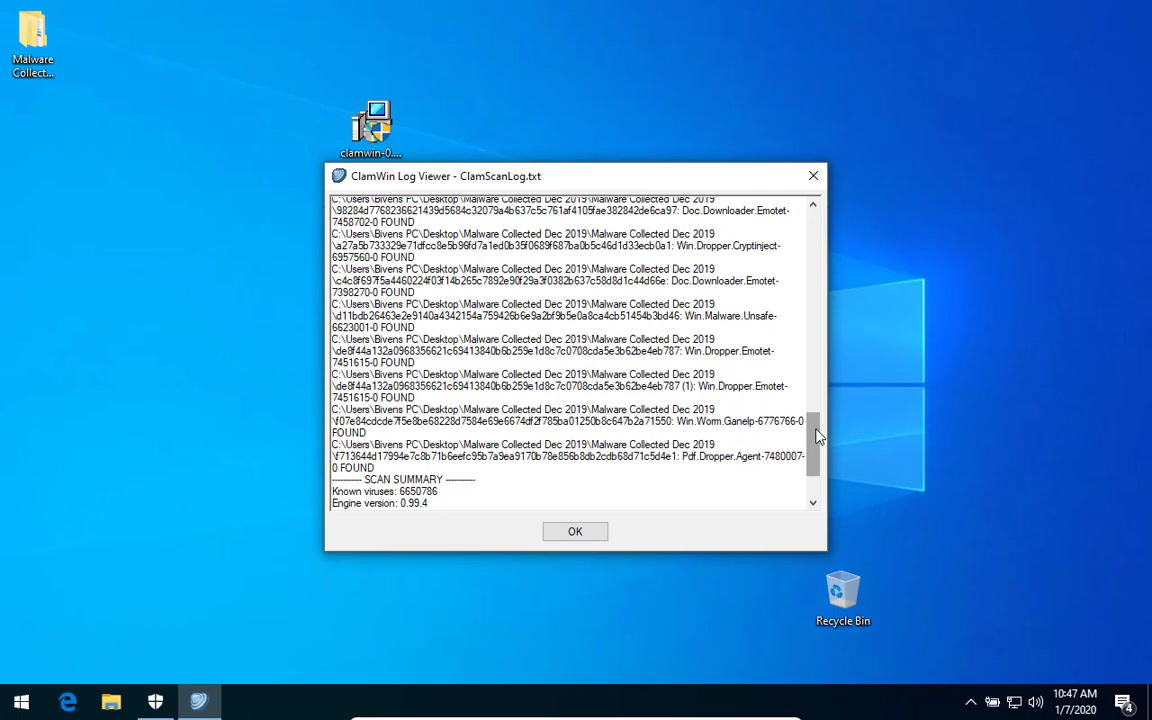 Malware
Collect...
clamwin-0....
ClamWin Log Viewer - ClamScanLog.txt
C:\Users\Bivens PC\Desktop\Malware Collected Dec 2019\Malware Collected Dec 2019
\98284d7768236621439d5684c32079a4b637c5c761af4105fae382842de6ca97: Doc.Downloader.Emotet-
7458702-0 FOUND
C:\Users\Bivens PC\Desktop\Malware Collected Dec 2019\Malware Collected Dec 2019
\a27a5b733329e71dfcc8e5b96fd7a1ed0b35f0689f687ba0b5c46d1d33ecb0a1: Win.Dropper.Cryptinject-
6957560-0 FOUND
C:\Users\Bivens PC\Desktop\Malware Collected Dec 2019\Malware Collected Dec 2019
\c4c8f697f5a4460224f03f14b265c7892e90f29a3f0382b637c58d8d1c44d66e: Doc.Downloader.Emotet-
7398270-0 FOUND
C:\Users\Bivens PC\Desktop\Malware Collected Dec 2019\Malware Collected Dec 2019
\d11bdb26463e2e9140a4342154a759426b6e9a2bf9b5e0a8ca4cb51454b3bd46: Win.Malware.Unsafe-
6623001-0 FOUND
C:\Users\Bivens PC\Desktop\Malware Collected Dec 2019\Malware Collected Dec 2019
\de8f44a132a0968356621c69413840b6b259e1d8c7c0708cda5e3b62be4eb787: Win.Dropper.Emotet-
7451615-0 FOUND
C:\Users\Bivens PC\Desktop\Malware Collected Dec 2019\Malware Collected Dec 2019
\de8f44a132a0968356621c69413840b6b259e1d8c7c0708cda5e3b62be4eb787 (1): Win.Dropper.Emotet-
7451615-0 FOUND
C:\Users\Bivens PC\Desktop\Malware Collected Dec 2019\Malware Collected Dec 2019
\f07e84cdcde7f5e8be68228d7584e69e6674df2f785ba01250b8c647b2a71550: Win.Worm.Ganelp-6776766-0
FOUND
C:\Users\Bivens PC\Desktop\Malware Collected Dec 2019\Malware Collected Dec 2019
\f713644d17994e7c8b71b6eefc95b7a9ea9170b78e856b8db2cdb68d71c5d4e1: Pdf.Dropper.Agent-7480007-
0 FOUND
----------- SCAN SUMMARY -----------
Known viruses: 6650786
Engine version: 0.99.4
OK
Recycle Bin
10:47 AM
1/7/2020
4